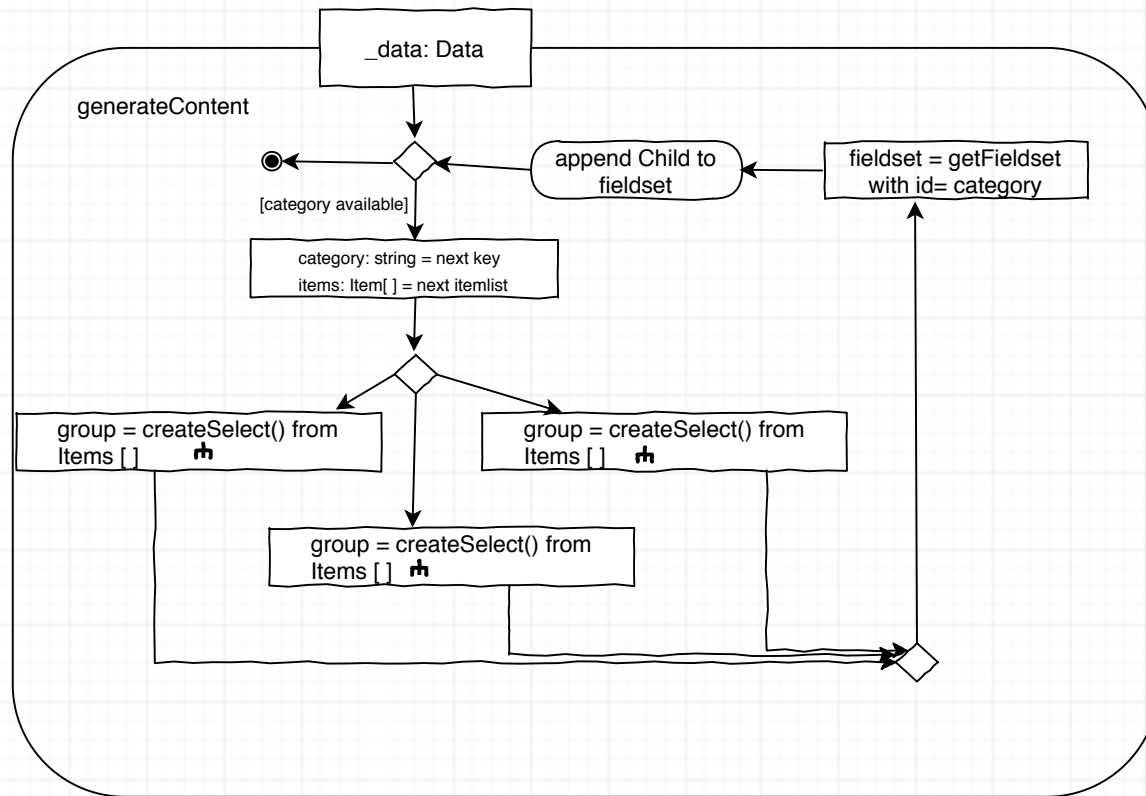 _data: Data
generateContent
append Child to
fieldset
fieldset = getFieldset
with id= category
[category available]
category: string = next key
items: Item[ ] = next itemlist
group = createSelect() from
Items [ ]
group = createSelect() from
Items [ ]
group = createSelect() from
Items [ ]